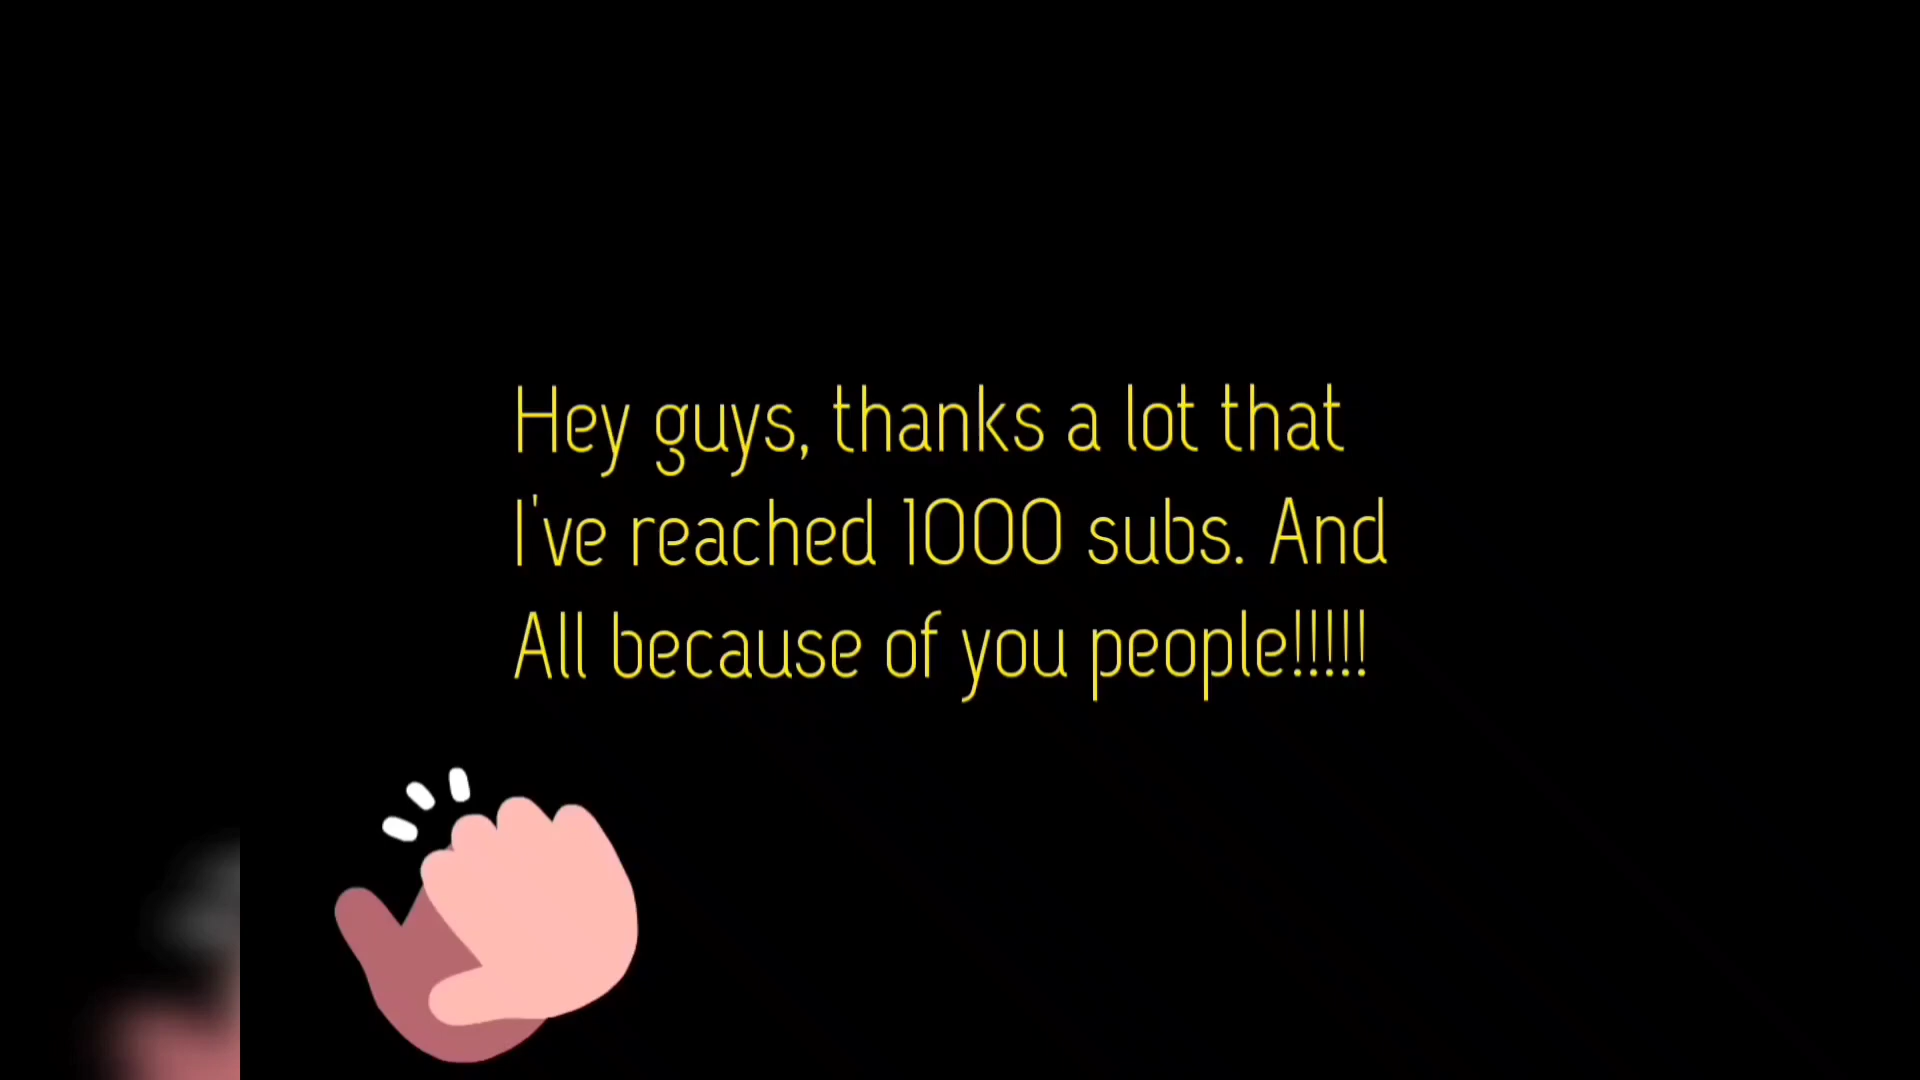 Hey guys, thanks a lot that
I've reached 1000 subs. And
All because of you people!!!!!